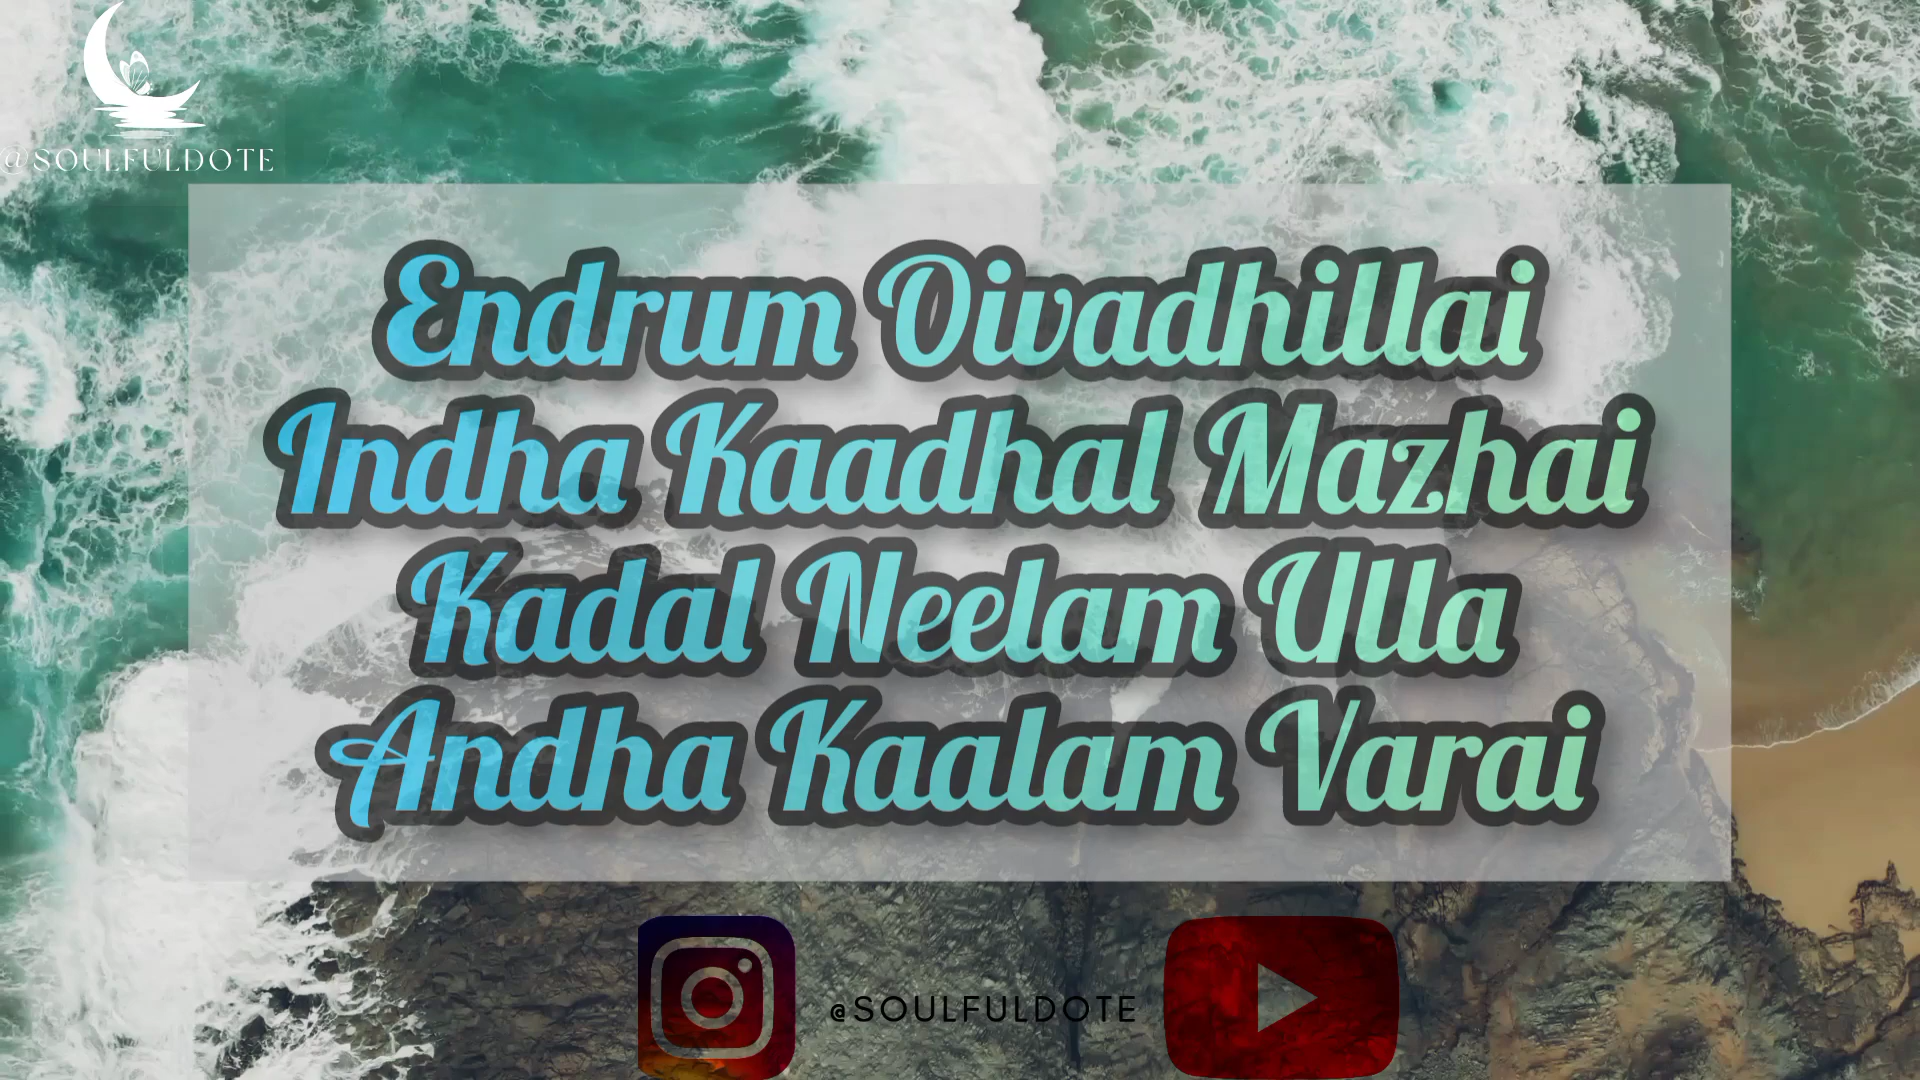 @SOULFULDOTE
Endrum Oivadhillai
Indha Kaadhal Mazhai
Kadal Neelam Ulla
Andha Kaalam Varai
@SOULFULDOTE